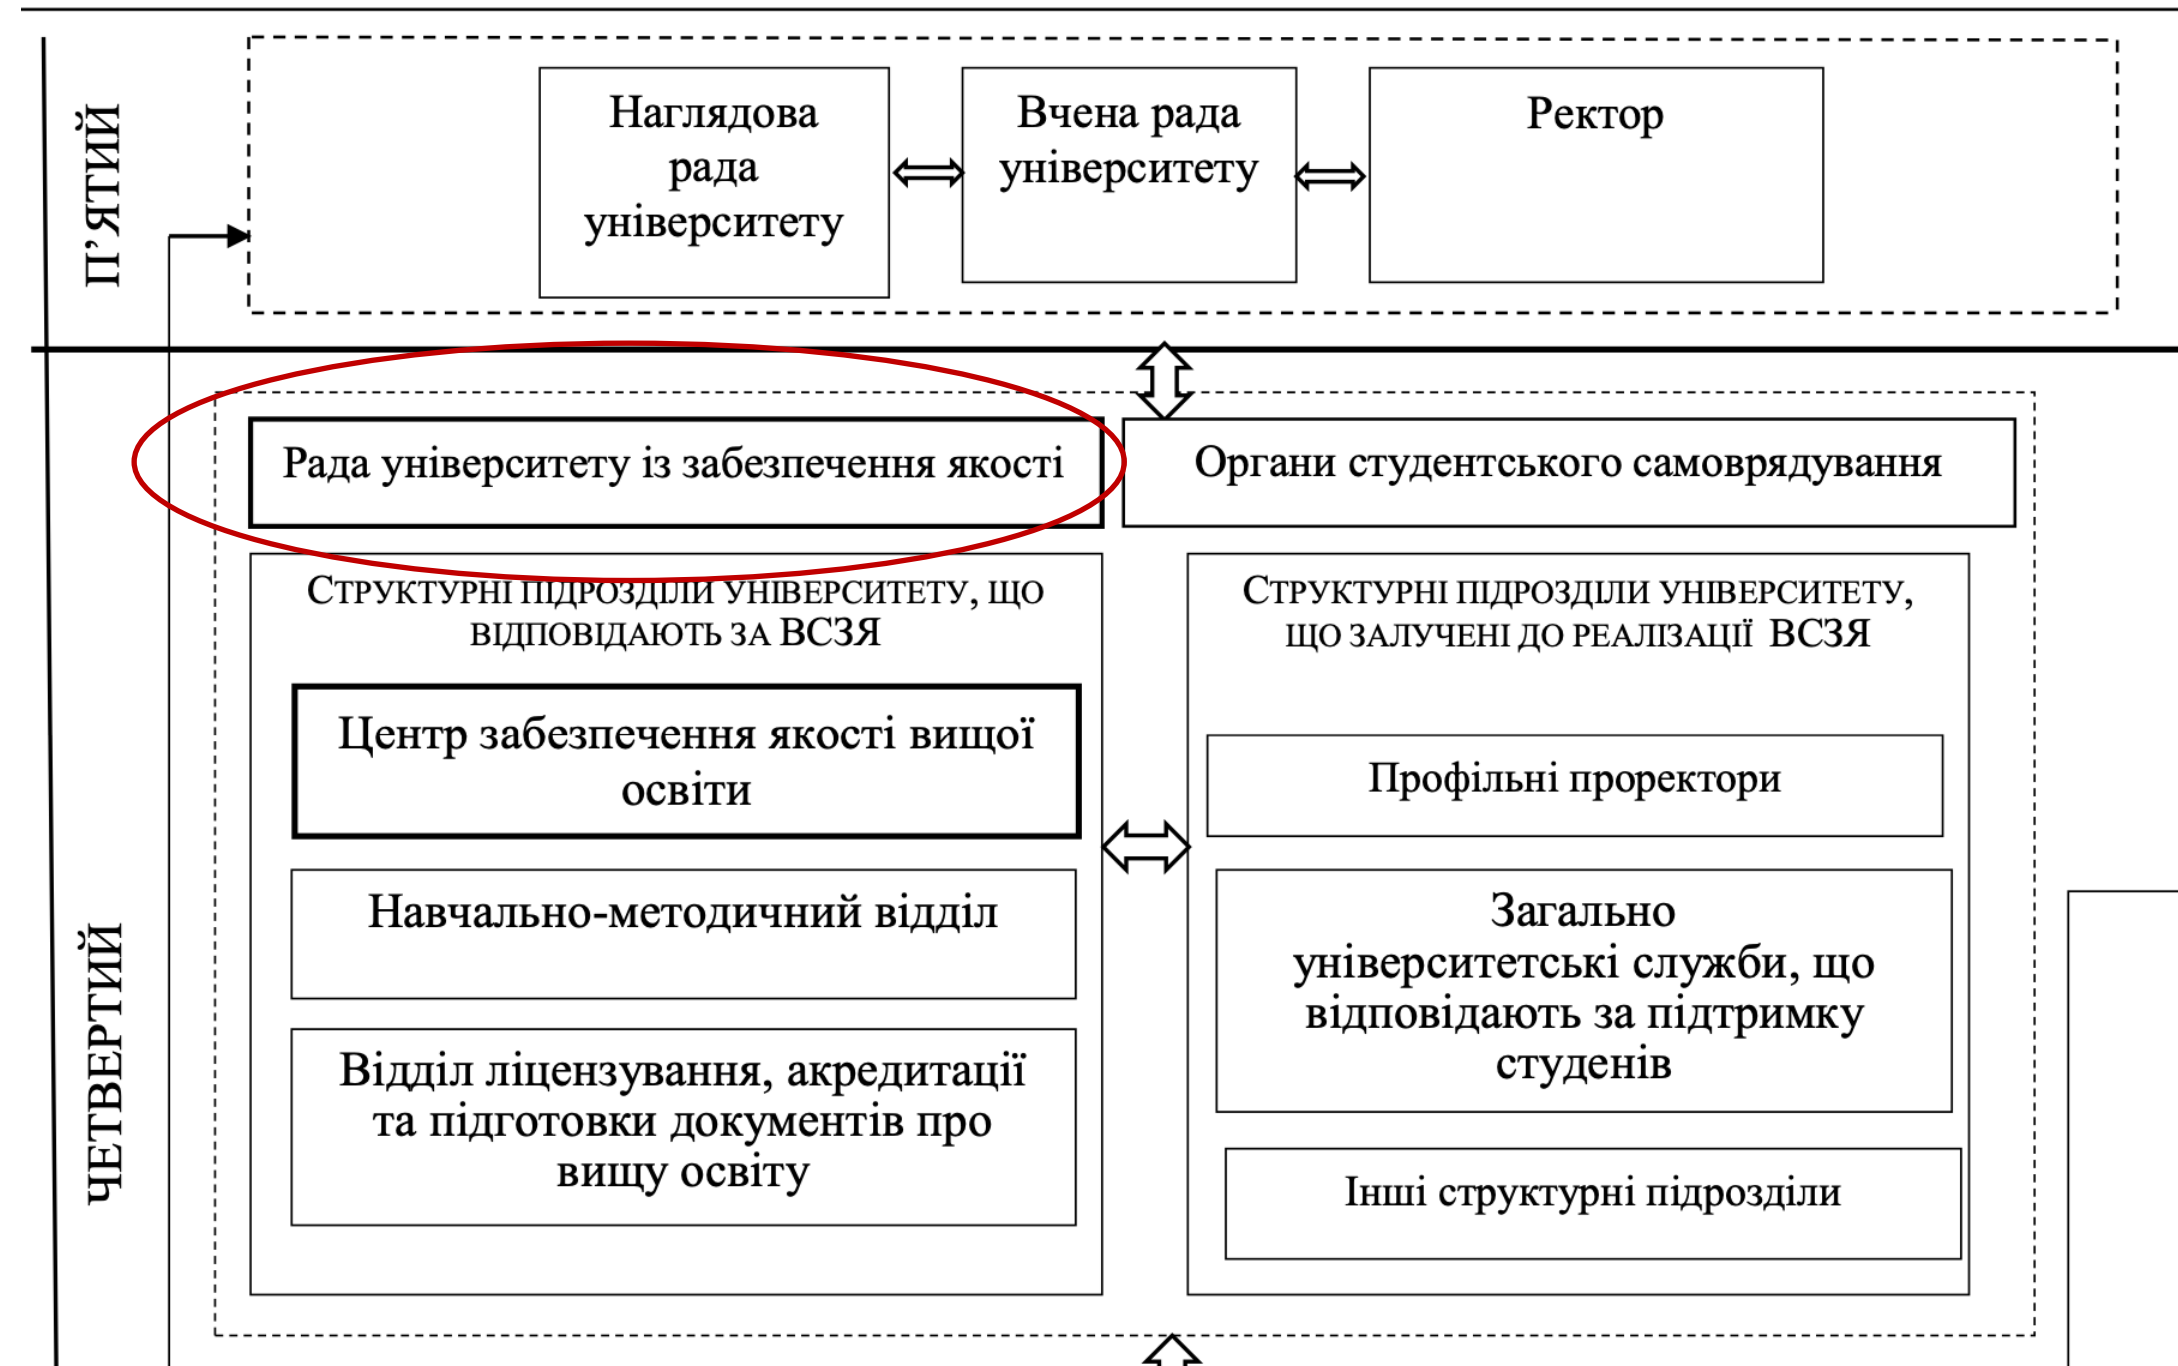 П’ЯТИЙ
Наглядова
рада
університету
Вчена рада
університету
Ректор
ЧЕТВЕРТИЙ
Рада університету із забезпечення якості
Органи студентського самоврядування
СТРУКТУРНІ ПІДРОЗДІЛИ УНІВЕРСИТЕТУ, ЩО
ВІДПОВІДАЮТЬ ЗА ВСЗЯ
Центр забезпечення якості вищої
освіти
Навчально-методичний відділ
Відділ ліцензування, акредитації
та підготовки документів про
вищу освіту
СТРУКТУРНІ ПІДРОЗДІЛИ УНІВЕРСИТЕТУ,
ЩО ЗАЛУЧЕНІ ДО РЕАЛІЗАЦІЇ ВСЗЯ
Профільні проректори
Загально
університетські служби, що
відповідають за підтримку
студенів
Інші структурні підрозділи